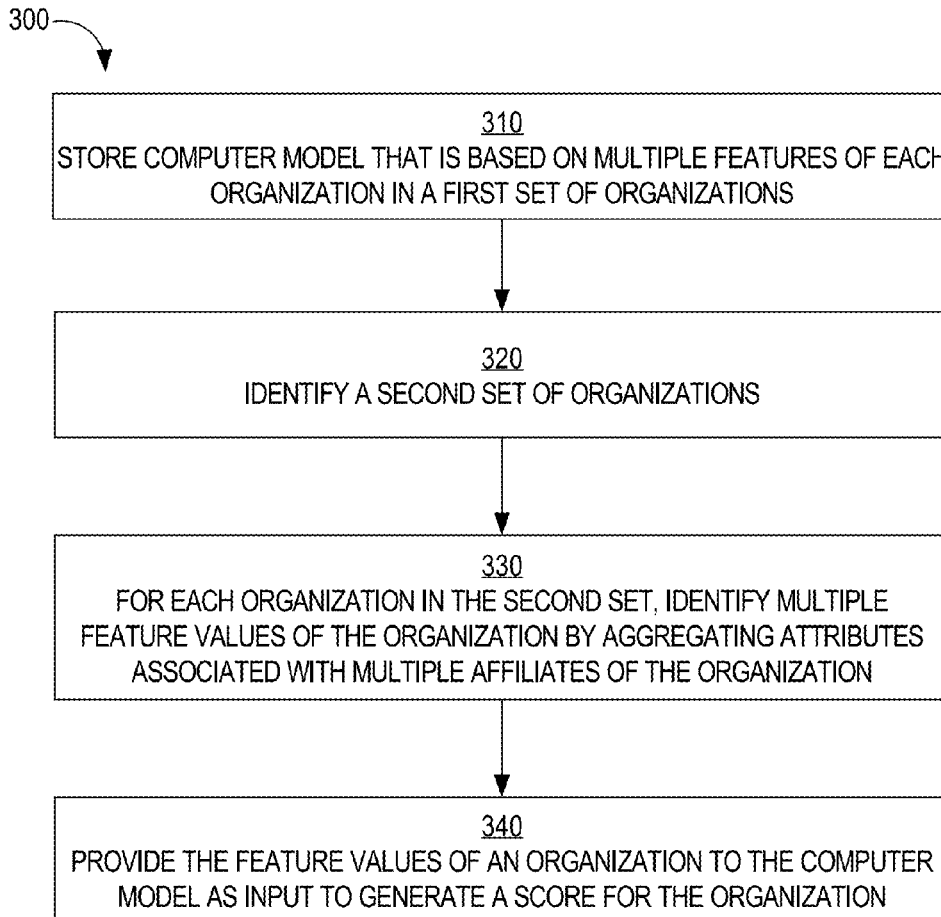 300
310
STORE COMPUTER MODEL THAT IS BASED ON MULTIPLE FEATURES OF EACH
ORGANIZATION IN A FIRST SET OF ORGANIZATIONS
320
IDENTIFY A SECOND SET OF ORGANIZATIONS
330
FOR EACH ORGANIZATION IN THE SECOND SET, IDENTIFY MULTIPLE
FEATURE VALUES OF THE ORGANIZATION BY AGGREGATING ATTRIBUTES
ASSOCIATED WITH MULTIPLE AFFILIATES OF THE ORGANIZATION
340
PROVIDE THE FEATURE VALUES OF AN ORGANIZATION TO THE COMPUTER
MODEL AS INPUT TO GENERATE A SCORE FOR THE ORGANIZATION